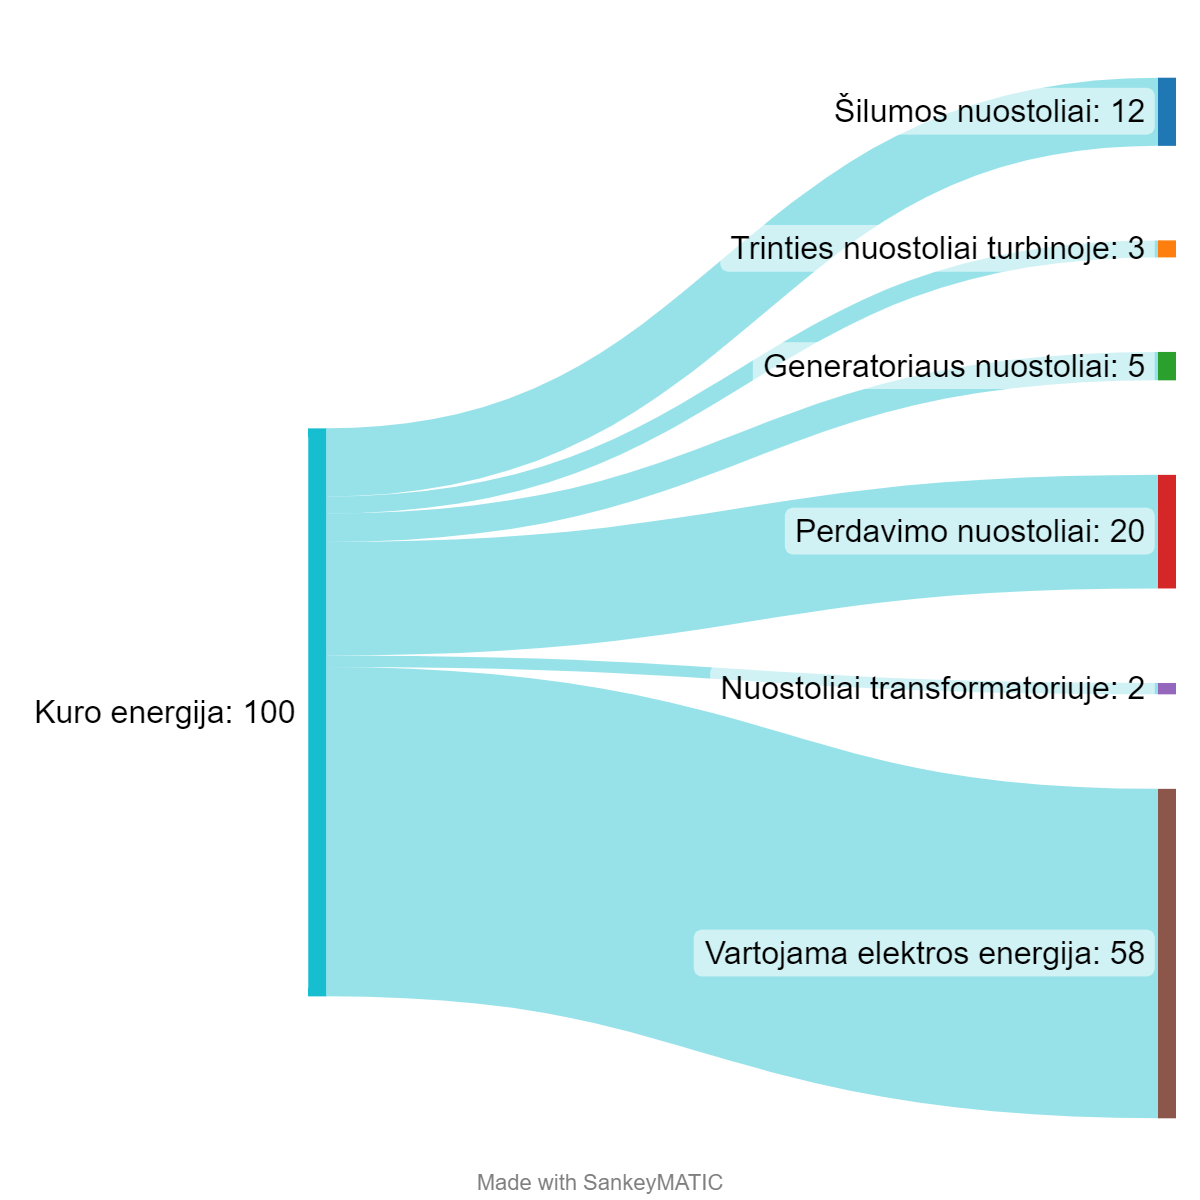 Šilumos nuostoliai: 12
Trinties nuostoliai turbinoje: 3
Generatoriaus nuostoliai: 5
Perdavimo nuostoliai: 20
Nuostoliai transformatoriuje: 2
Kuro energija: 100
Vartojama elektros energija: 58
Made with SankeyMATIC